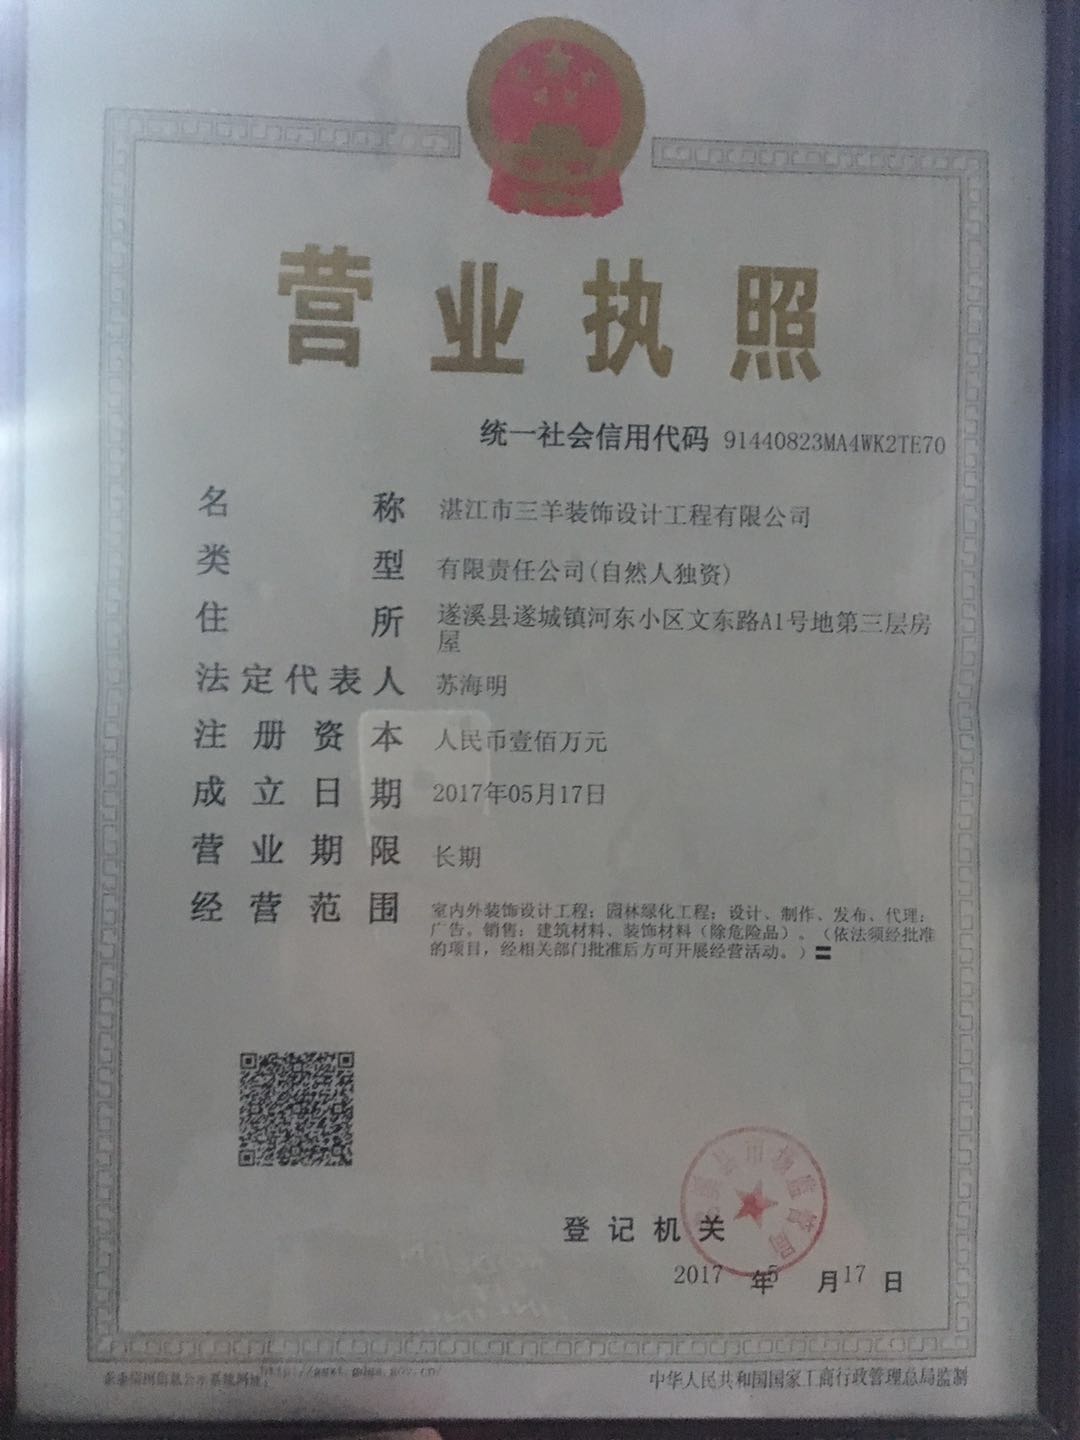 营业执照
统一社会信用代码 91440823MA4WK2TE70
名称 湛江市三羊装饰设计工程有限公司
类型 有限责任公司(自然人独资)
住所 遂溪县遂城镇河东小区文东路A1号地第三层房
屋
法定代表人 苏海明
注册资本 人民币壹佰万元
成立日期 2017年05月17日
营业期限 长期
经营范围 室内外装饰设计工程；园林绿化工程；设计、制作、发布、代理：
广告。销售：建筑材料、装饰材料（除危险品）。（依法须经批准
的项目，经相关部门批准后方可开展经营活动。）〓
登记机关
2017年5月17日
中华人民共和国国家工商行政管理总局监制